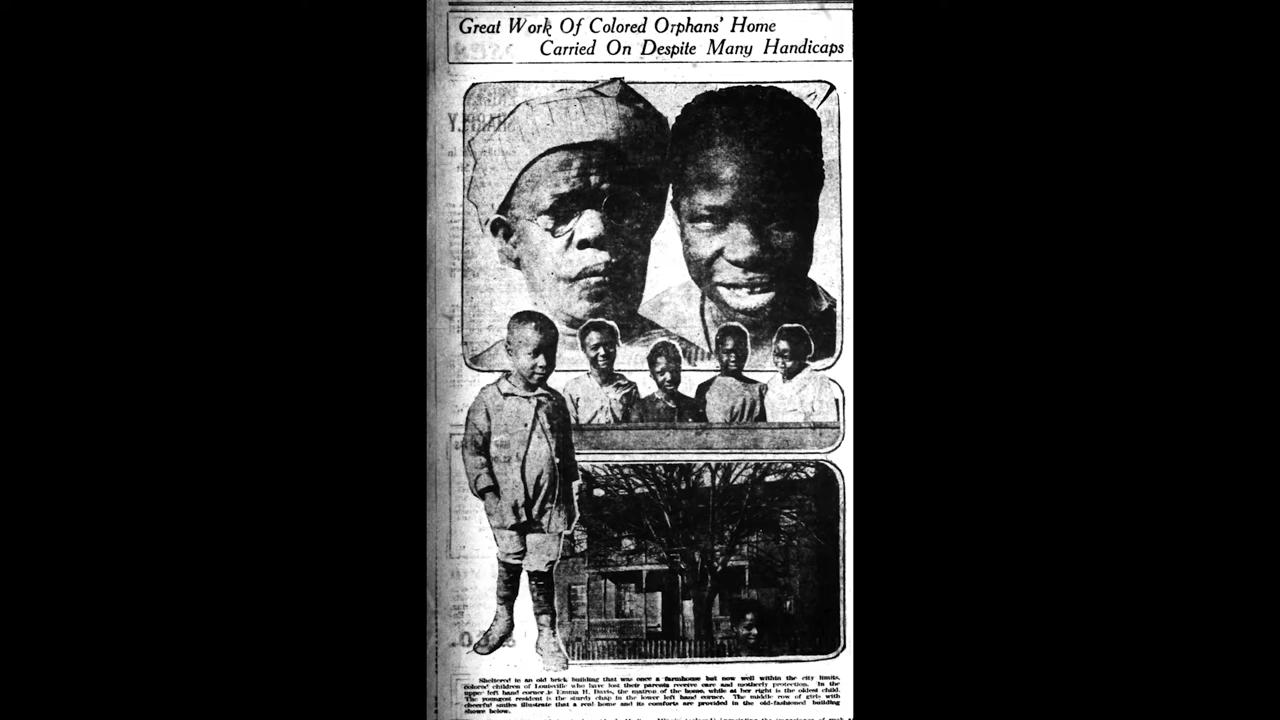 Great Work Of Colored Orphans' Home
Carried On Despite Many Handicaps
Sheltered in an old brick building that was once a farmhouse but now well within the city limits,
colored children of Louisville who have lost their parents receive care and motherly protection. In the
upper left hand corner is Emma H. Davis, the matron of the home, while at her right is the oldest child.
The youngest resident is the sturdy chap in the lower left hand corner. The middle row of girls with
cheerful smiles illustrate that a real home and its comforts are provided in the old-fashioned building
shown below.